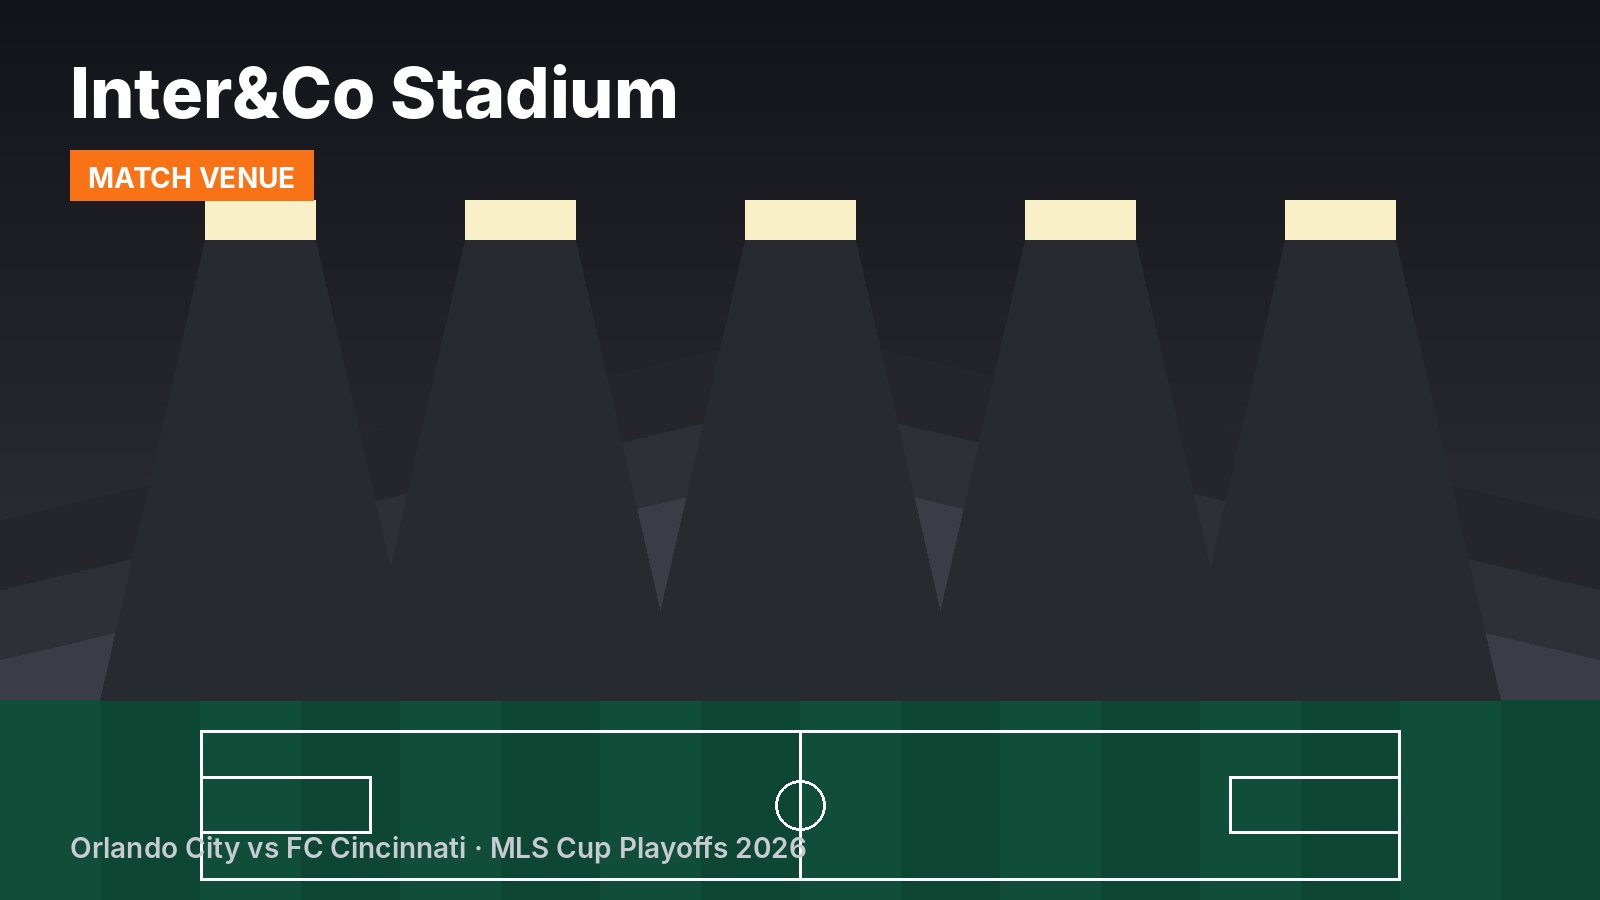 Inter&Co Stadium
MATCH VENUE
Orlando City vs FC Cincinnati · MLS Cup Playoffs 2026